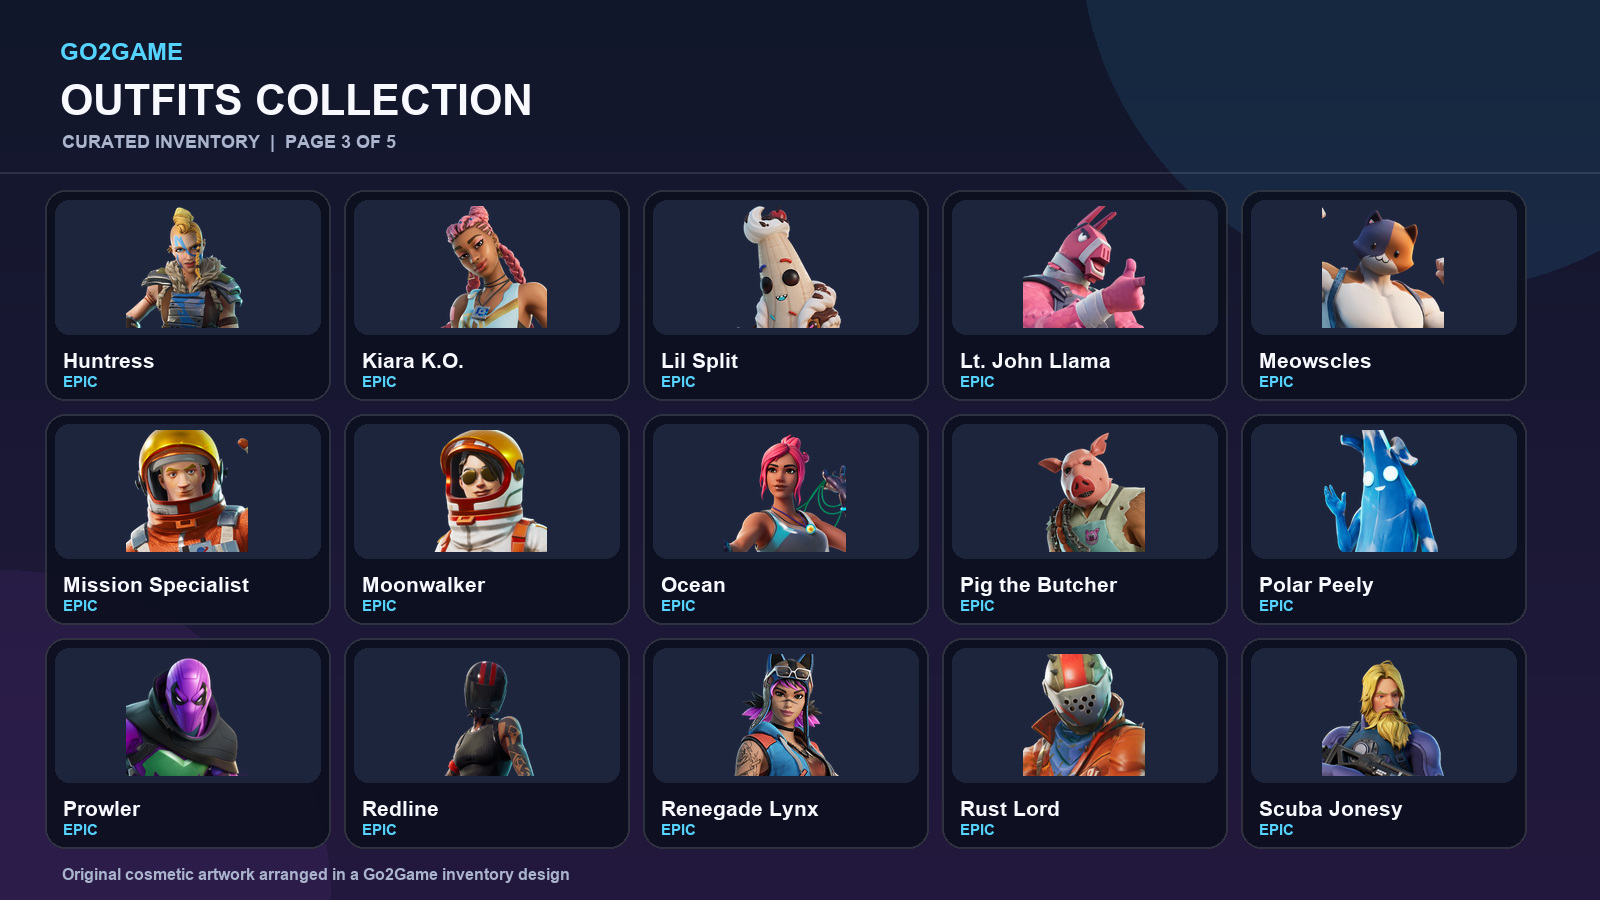 GO2GAME
OUTFITS COLLECTION
CURATED INVENTORY | PAGE 3 OF 5
Huntress
EPIC
Kiara K.O.
EPIC
Lil Split
EPIC
Lt. John Llama
EPIC
Meowscles
EPIC
Mission Specialist
EPIC
Moonwalker
EPIC
Ocean
EPIC
Pig the Butcher
EPIC
Polar Peely
EPIC
Prowler
EPIC
Redline
EPIC
Renegade Lynx
EPIC
Rust Lord
EPIC
Scuba Jonesy
EPIC
Original cosmetic artwork arranged in a Go2Game inventory design